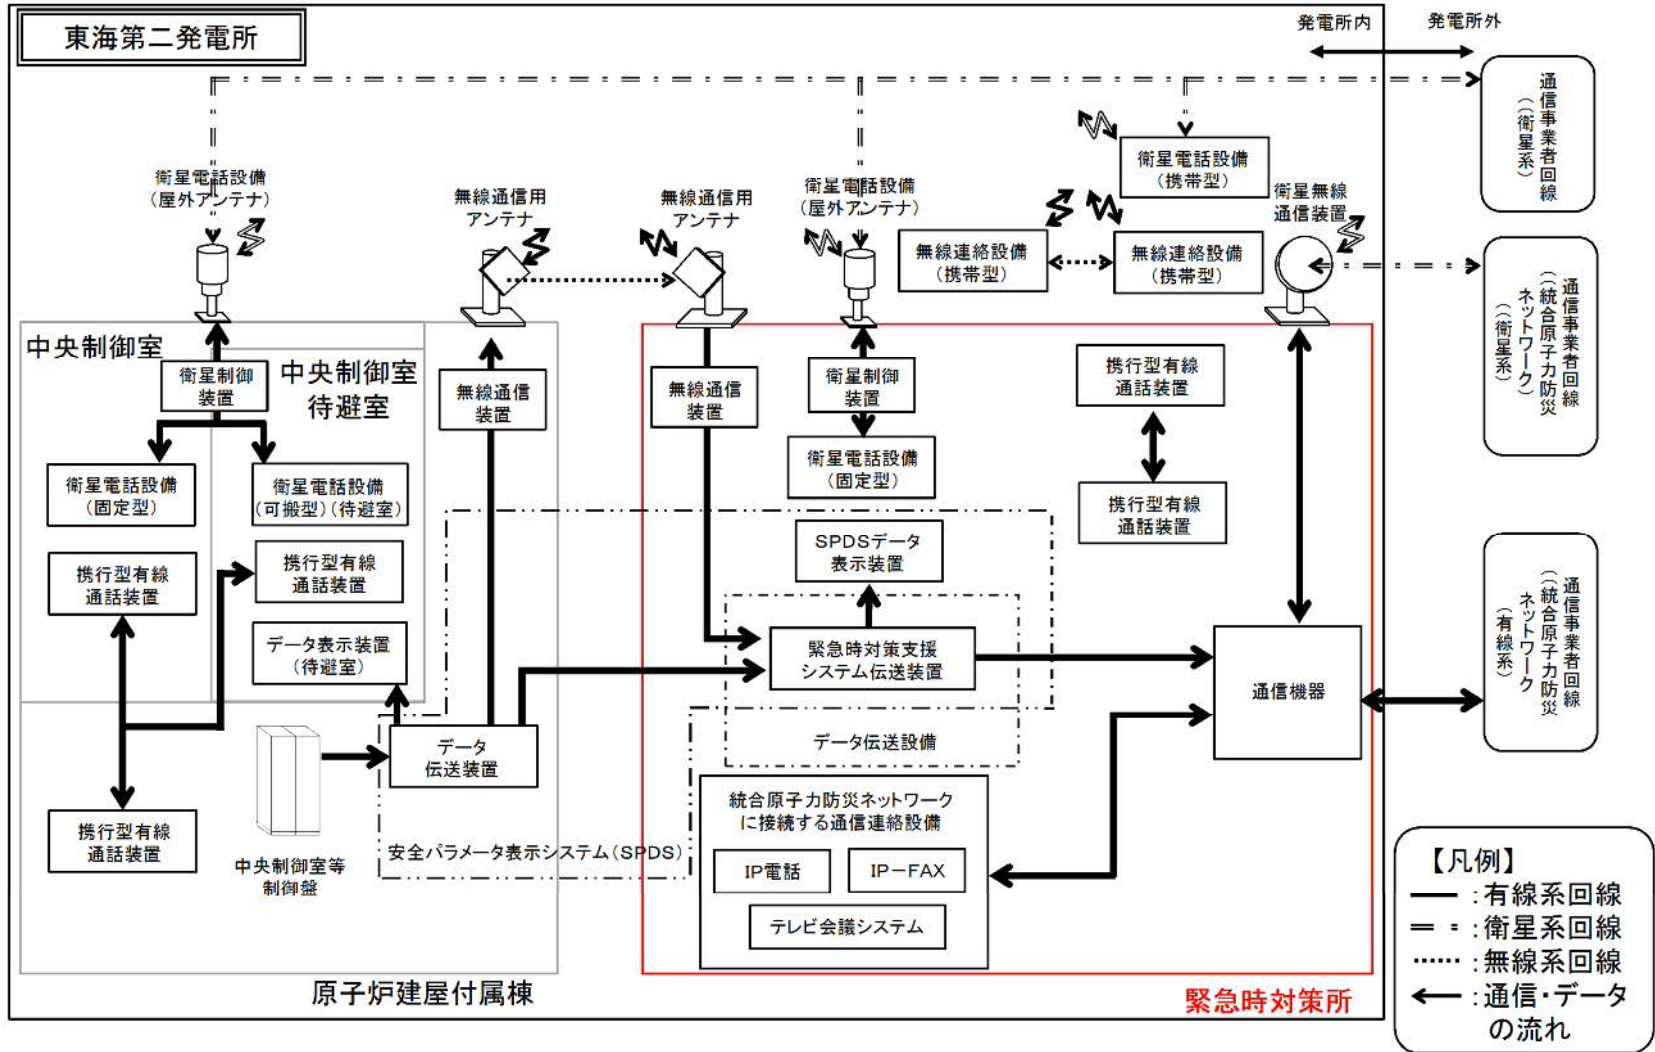 東海第二発電所
発電所内
発電所外
通信事業者回線
(（衛星系）
衛星電話設備
(屋外アンテナ)
無線通信用
アンテナ
無線通信用
アンテナ
衛星電話設備
(屋外アンテナ)
衛星電話設備
(携帯型)
無線連絡設備
(携帯型)
無線連絡設備
(携帯型)
衛星無線
通信装置
通信事業者回線
(（統合原子力防災
ネットワーク)
(（衛星系）
中央制御室
中央制御室
待避室
衛星制御
装置
無線通信
装置
無線通信
装置
衛星制御
装置
携行型有線
通話装置
衛星電話設備
(固定型)
衛星電話設備
(可搬型)(待避室)
衛星電話設備
(固定型)
携行型有線
通話装置
SPDSデータ
表示装置
携行型有線
通話装置
携行型有線
通話装置
データ表示装置
(待避室)
緊急時対策支援
システム伝送装置
通信機器
通信事業者回線
(（統合原子力防災
ネットワーク
(有線系)
データ
伝送装置
データ伝送設備
携行型有線
通話装置
中央制御室等
制御盤
安全パラメータ表示システム(SPDS)
統合原子力防災ネットワーク
に接続する通信連絡設備
IP電話
IP－FAX
テレビ会議システム
原子炉建屋付属棟
緊急時対策所
【凡例】
:有線系回線
:衛星系回線
:無線系回線
:通信・データ
の流れ